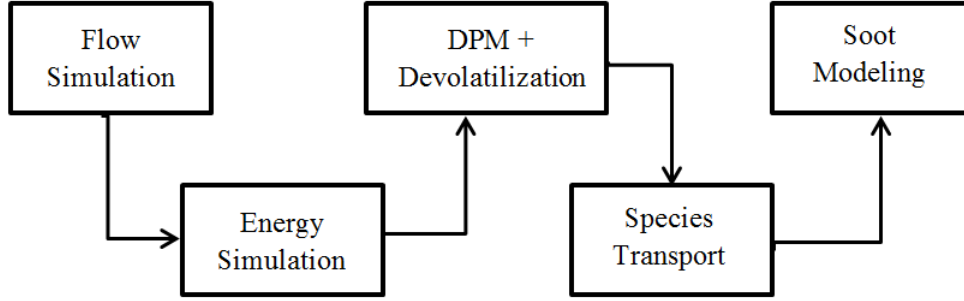 Flow
Simulation
Energy
Simulation
DPM +
Devolatilization
Species
Transport
Soot
Modeling